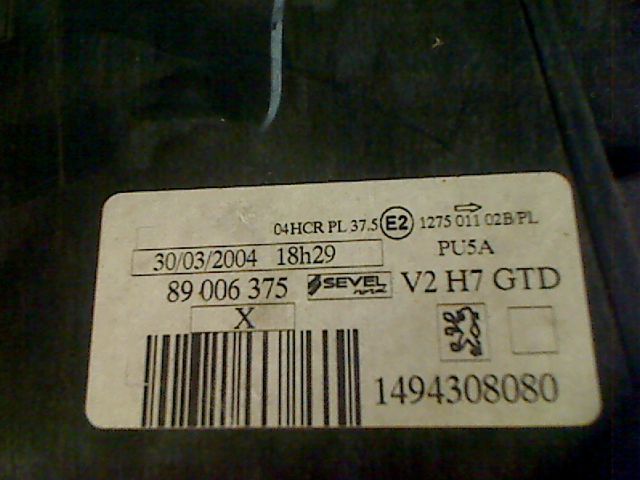 04HCR PL 37.5 E2 1275 011 02B/PL
30/03/2004 18h29 PU5A
89 006 375 SEVEL V2 H7 GTD
X
1494308080